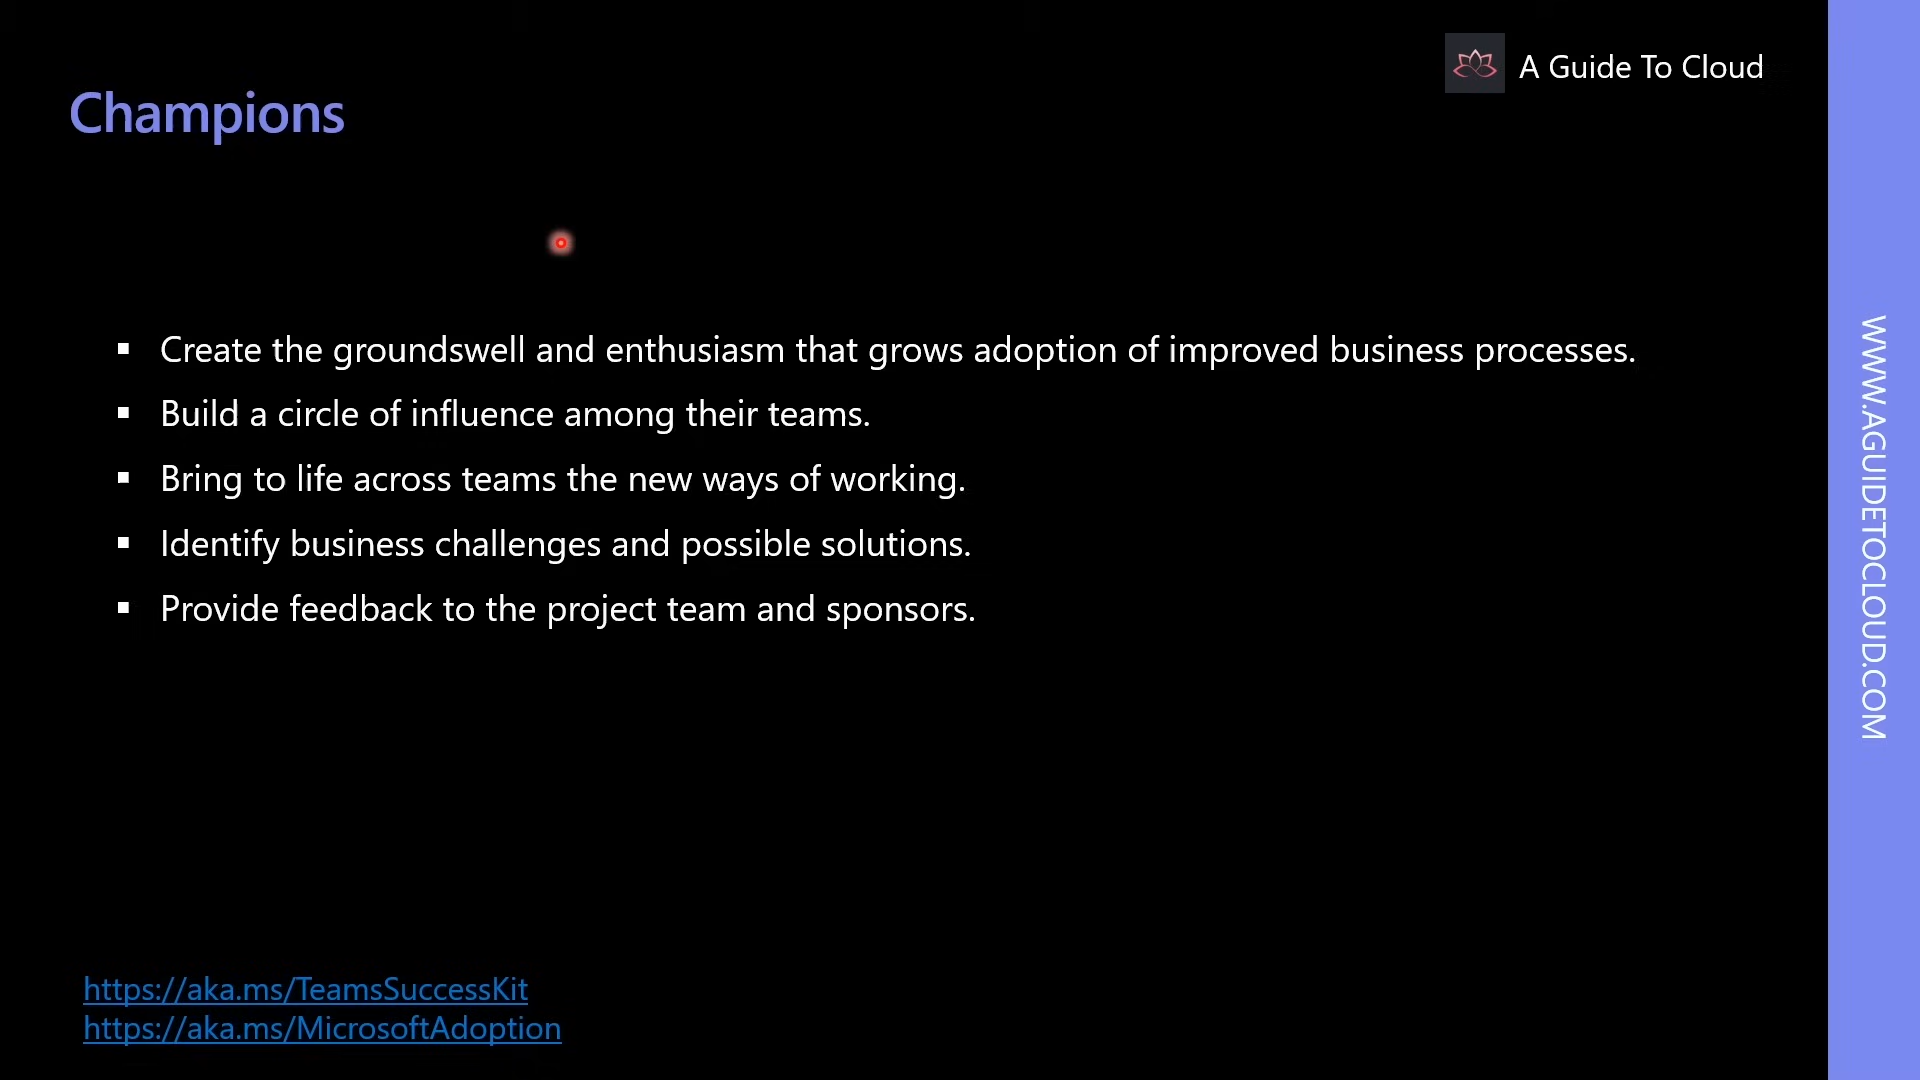 A Guide To Cloud
Champions
▪ Create the groundswell and enthusiasm that grows adoption of improved business processes.
▪ Build a circle of influence among their teams.
▪ Bring to life across teams the new ways of working.
▪ Identify business challenges and possible solutions.
▪ Provide feedback to the project team and sponsors.
https://aka.ms/TeamsSuccessKit
https://aka.ms/MicrosoftAdoption
WWW.AGUIDETOCLOUD.COM